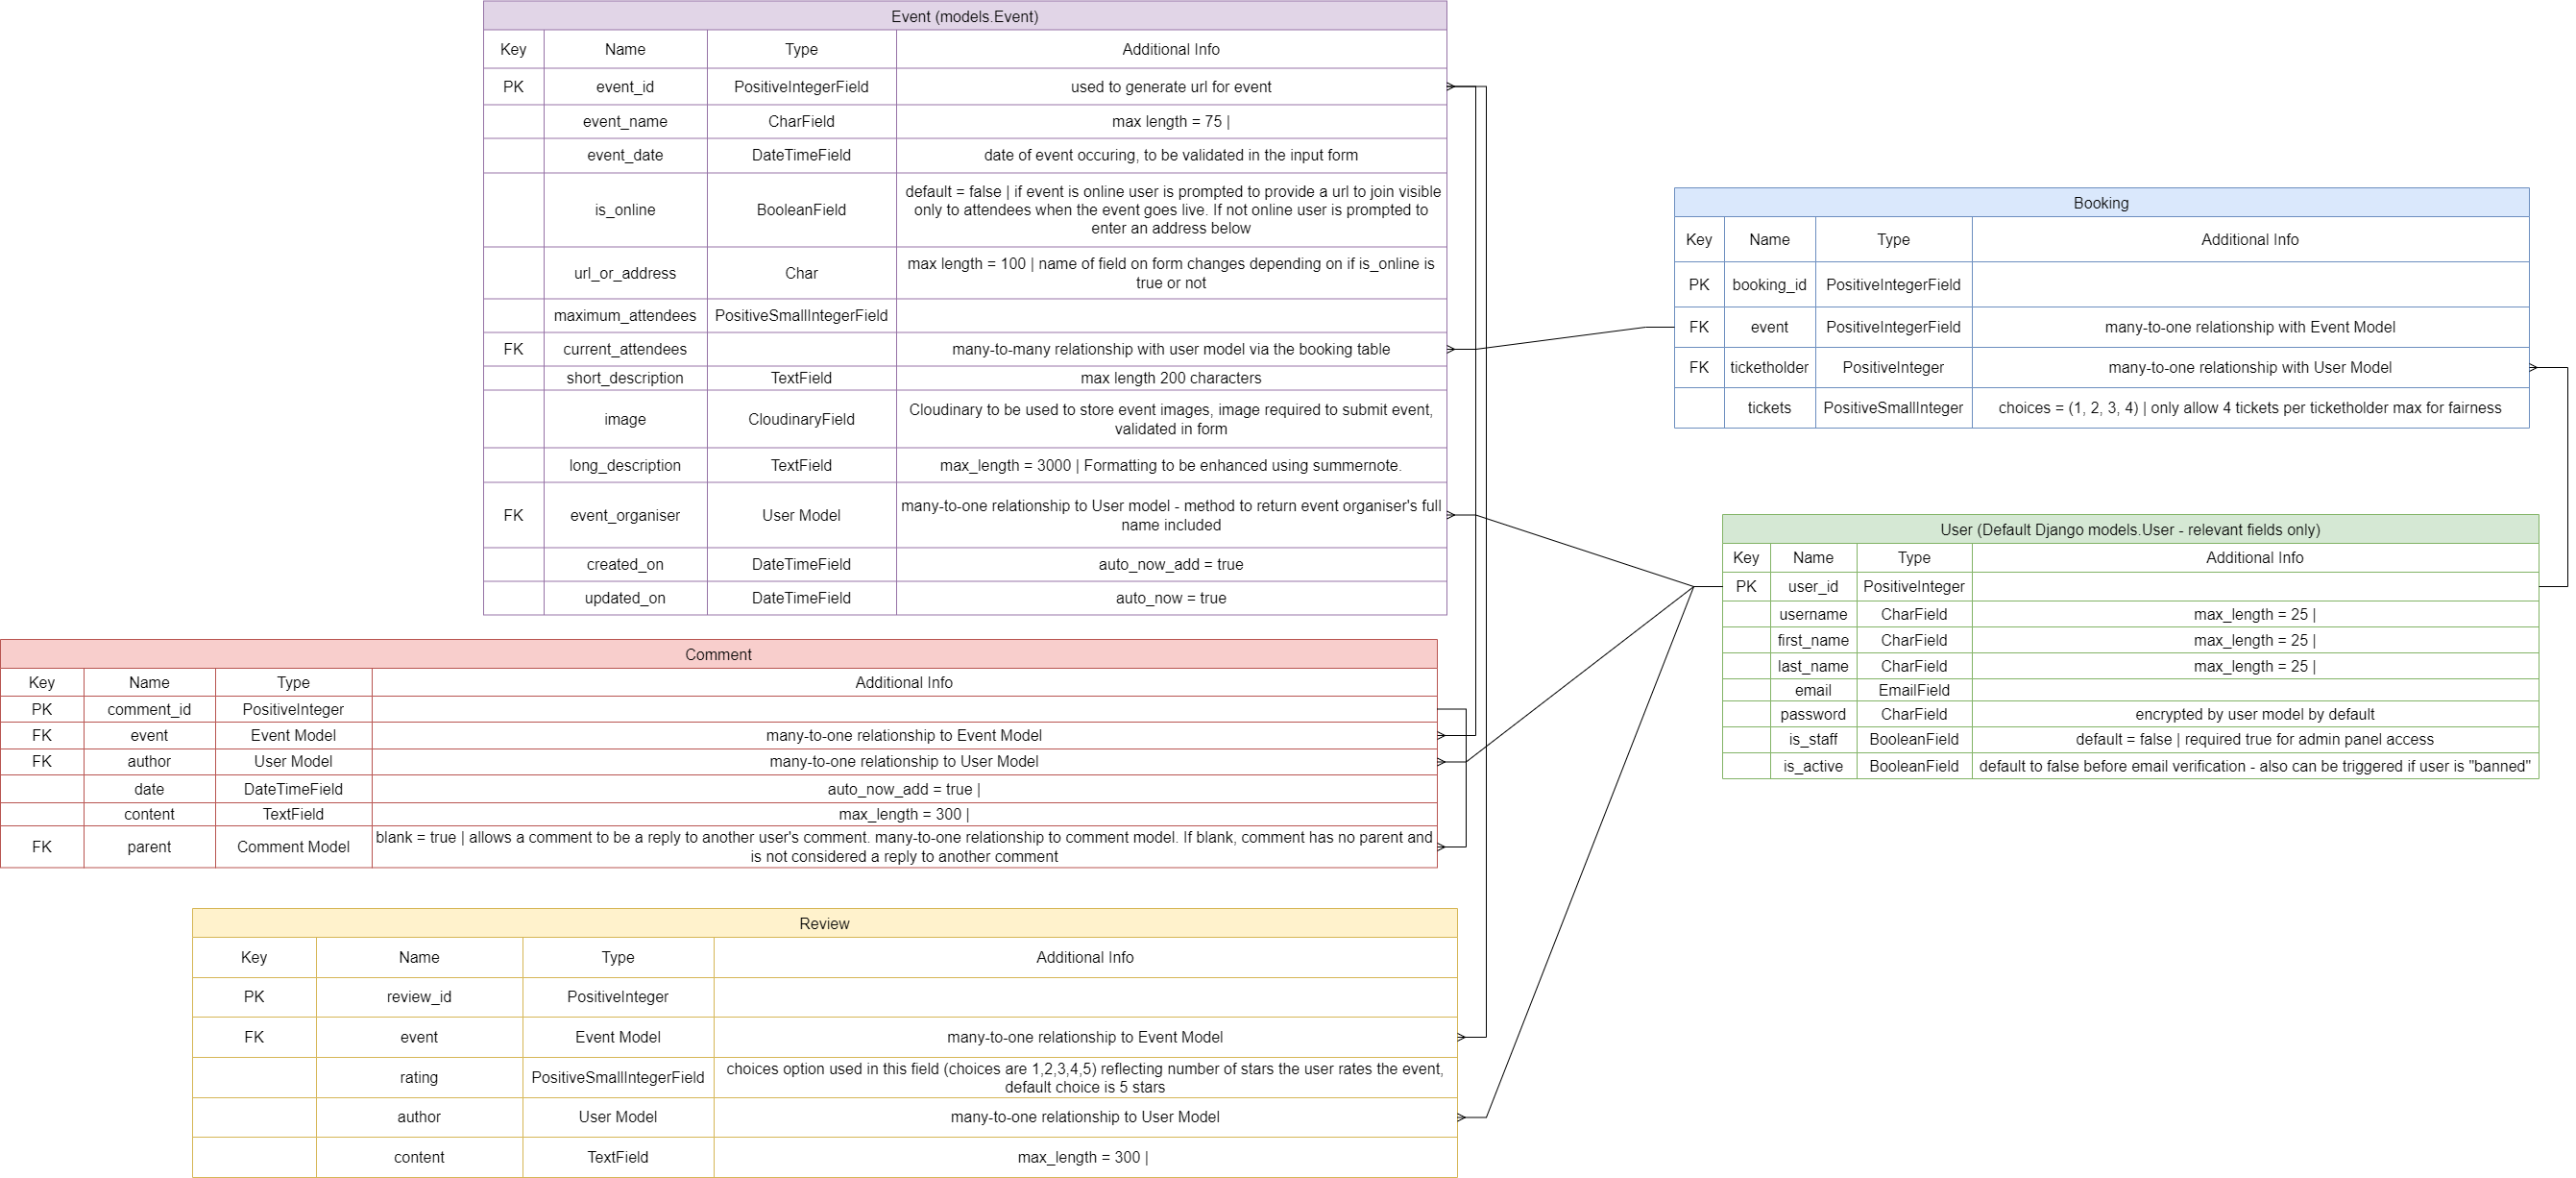 Event (models.Event)
Key Name Type Additional Info
PK event_id PositiveIntegerField used to generate url for event
event_name CharField max length = 75 |
event_date DateTimeField date of event occuring, to be validated in the input form
is_online BooleanField default = false | if event is online user is prompted to provide a url to join visible
only to attendees when the event goes live. If not online user is prompted to
enter an address below
url_or_address Char max length = 100 | name of field on form changes depending on if is_online is
true or not
maximum_attendees PositiveSmallIntegerField
FK current_attendees many-to-many relationship with user model via the booking table
short_description TextField max length 200 characters
image CloudinaryField Cloudinary to be used to store event images, image required to submit event,
validated in form
long_description TextField max_length = 3000 | Formatting to be enhanced using summernote.
FK event_organiser User Model many-to-one relationship to User model - method to return event organiser's full
name included
created_on DateTimeField auto_now_add = true
updated_on DateTimeField auto_now = true
Booking
Key Name Type Additional Info
PK booking_id PositiveIntegerField
FK event PositiveIntegerField many-to-one relationship with Event Model
FK ticketholder PositiveInteger many-to-one relationship with User Model
tickets PositiveSmallInteger choices = (1, 2, 3, 4) | only allow 4 tickets per ticketholder max for fairness
User (Default Django models.User - relevant fields only)
Key Name Type Additional Info
PK user_id PositiveInteger
username CharField max_length = 25 |
first_name CharField max_length = 25 |
last_name CharField max_length = 25 |
email EmailField
password CharField encrypted by user model by default
is_staff BooleanField default = false | required true for admin panel access
is_active BooleanField default to false before email verification - also can be triggered if user is "banned"
Comment
Key Name Type Additional Info
PK comment_id PositiveInteger
FK event Event Model many-to-one relationship to Event Model
FK author User Model many-to-one relationship to User Model
date DateTimeField auto_now_add = true |
content TextField max_length = 300 |
FK parent Comment Model blank = true | allows a comment to be a reply to another user's comment. many-to-one relationship to comment model. If blank, comment has no parent and
is not considered a reply to another comment
Review
Key Name Type Additional Info
PK review_id PositiveInteger
FK event Event Model many-to-one relationship to Event Model
rating PositiveSmallIntegerField choices option used in this field (choices are 1,2,3,4,5) reflecting number of stars the user rates the event,
default choice is 5 stars
author User Model many-to-one relationship to User Model
content TextField max_length = 300 |